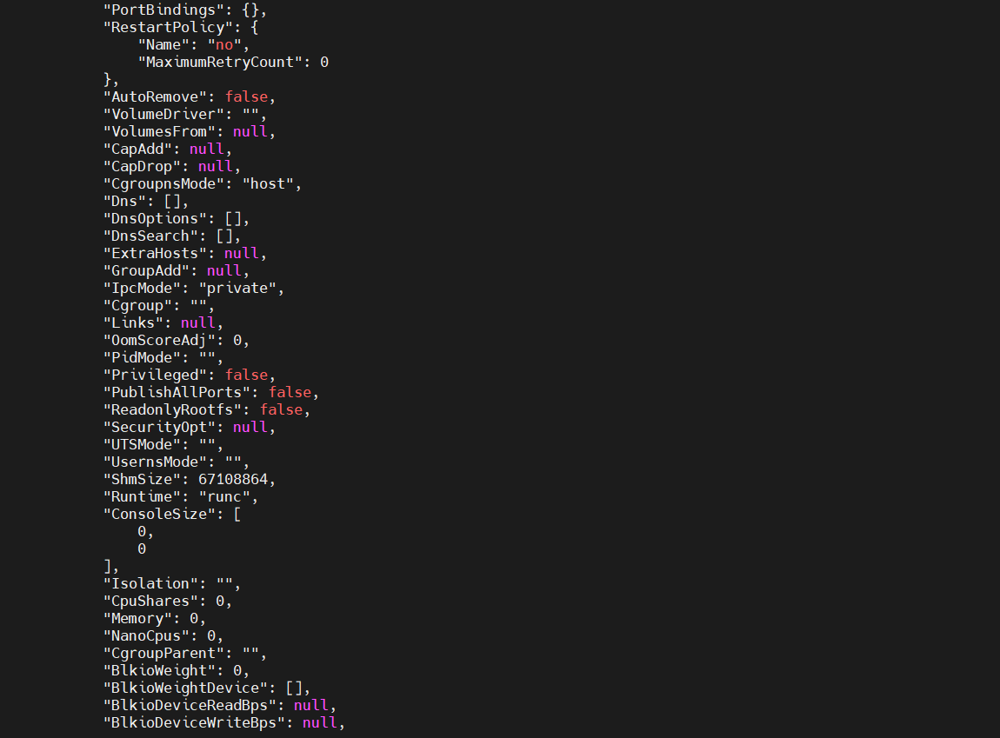 "PortBindings": {},
"RestartPolicy": {
    "Name": "no",
    "MaximumRetryCount": 0
},
"AutoRemove": false,
"VolumeDriver": "",
"VolumesFrom": null,
"CapAdd": null,
"CapDrop": null,
"CgroupnsMode": "host",
"Dns": [],
"DnsOptions": [],
"DnsSearch": [],
"ExtraHosts": null,
"GroupAdd": null,
"IpcMode": "private",
"Cgroup": "",
"Links": null,
"OomScoreAdj": 0,
"PidMode": "",
"Privileged": false,
"PublishAllPorts": false,
"ReadonlyRootfs": false,
"SecurityOpt": null,
"UTSMode": "",
"UsernsMode": "",
"ShmSize": 67108864,
"Runtime": "runc",
"ConsoleSize": [
    0,
    0
],
"Isolation": "",
"CpuShares": 0,
"Memory": 0,
"NanoCpus": 0,
"CgroupParent": "",
"BlkioWeight": 0,
"BlkioWeightDevice": [],
"BlkioDeviceReadBps": null,
"BlkioDeviceWriteBps": null,